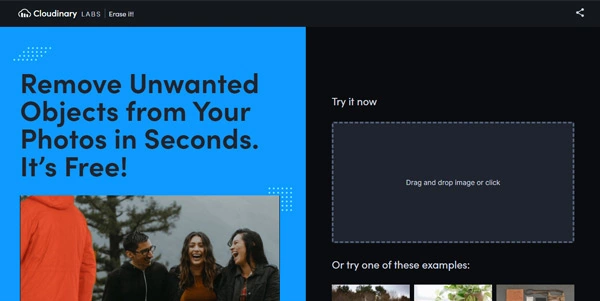 Cloudinary LABS Erase it!
Remove Unwanted
Objects from Your
Photos in Seconds.
It's Free!
Try it now
Drag and drop image or click
Or try one of these examples: